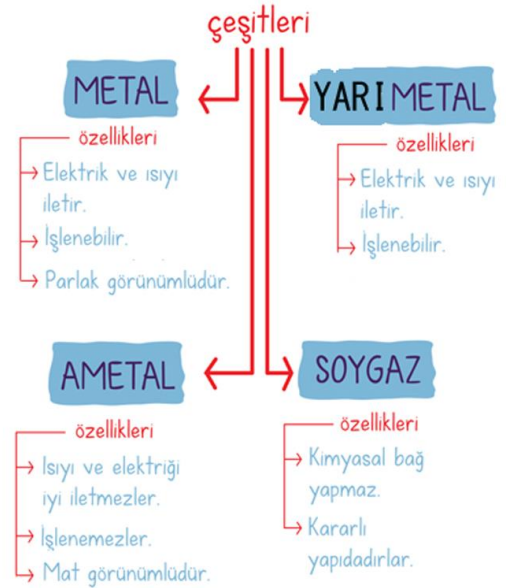 çeşitleri
METAL
özellikleri
Elektrik ve ısıyı
iletir.
İşlenebilir.
Parlak görünümlüdür.
YARI METAL
özellikleri
Elektrik ve ısıyı
iletir.
İşlenebilir.
AMETAL
özellikleri
Isıyı ve elektriği
iyi iletmezler.
İşlenemezler.
Mat görünümlüdür.
SOYGAZ
özellikleri
Kimyasal bağ
yapmaz.
Kararlı
yapıdadırlar.